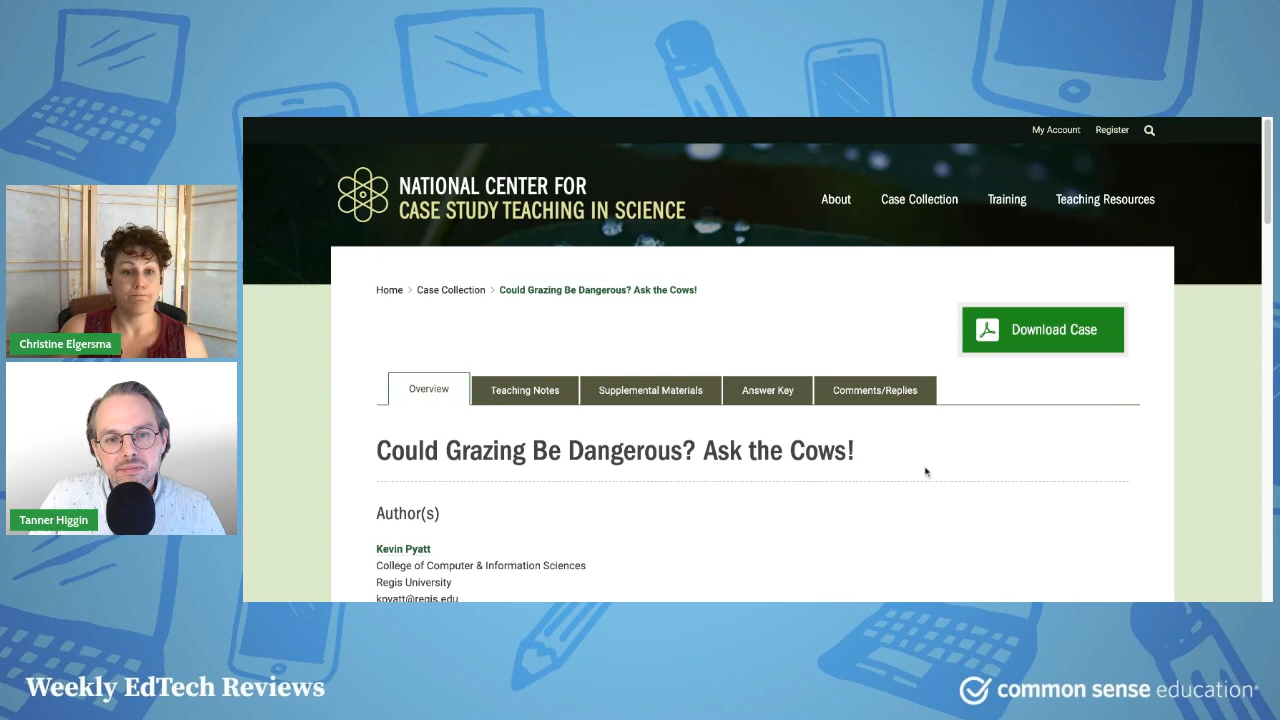 My Account Register
NATIONAL CENTER FOR
CASE STUDY TEACHING IN SCIENCE
About Case Collection Training Teaching Resources
Home > Case Collection > Could Grazing Be Dangerous? Ask the Cows!
Download Case
Overview Teaching Notes Supplemental Materials Answer Key Comments/Replies
Could Grazing Be Dangerous? Ask the Cows!
Author(s)
Kevin Pyatt
College of Computer & Information Sciences
Regis University
kpyatt@regis.edu
Christine Elgersma
Tanner Higgin
Weekly EdTech Reviews
common sense education®